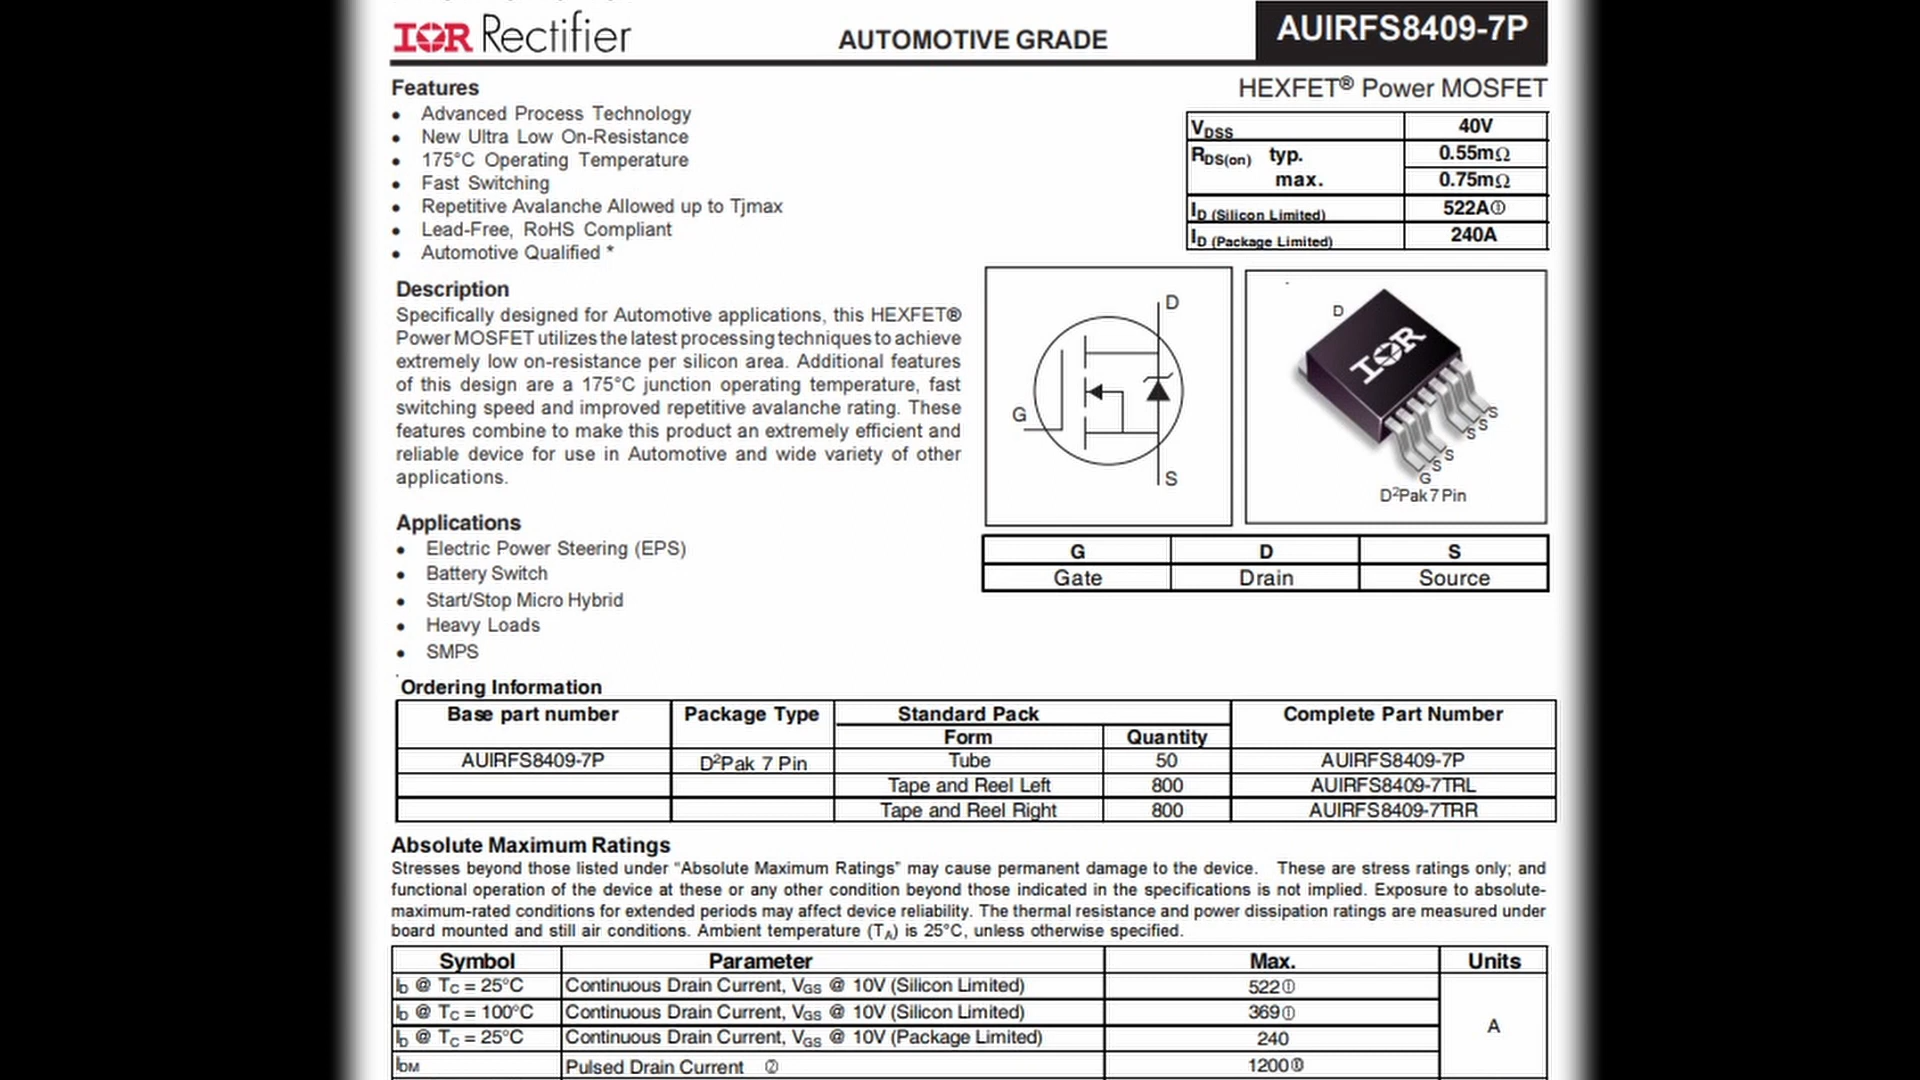 IOR Rectifier
AUTOMOTIVE GRADE
AUIRFS8409-7P
HEXFET® Power MOSFET
Features
• Advanced Process Technology
• New Ultra Low On-Resistance
• 175°C Operating Temperature
• Fast Switching
• Repetitive Avalanche Allowed up to Tjmax
• Lead-Free, RoHS Compliant
• Automotive Qualified *
VDSS 40V
RDS(on) typ. 0.55mΩ
max. 0.75mΩ
ID (Silicon Limited) 522A①
ID (Package Limited) 240A
Description
Specifically designed for Automotive applications, this HEXFET®
Power MOSFET utilizes the latest processing techniques to achieve
extremely low on-resistance per silicon area. Additional features
of this design are a 175°C junction operating temperature, fast
switching speed and improved repetitive avalanche rating. These
features combine to make this product an extremely efficient and
reliable device for use in Automotive and wide variety of other
applications.
D
G
S
D
IOR
S
S
S
S
S
G
D²Pak 7 Pin
G D S
Gate Drain Source
Applications
• Electric Power Steering (EPS)
• Battery Switch
• Start/Stop Micro Hybrid
• Heavy Loads
• SMPS
Ordering Information
Base part number Package Type Standard Pack Complete Part Number
Form Quantity
AUIRFS8409-7P D²Pak 7 Pin Tube 50 AUIRFS8409-7P
Tape and Reel Left 800 AUIRFS8409-7TRL
Tape and Reel Right 800 AUIRFS8409-7TRR
Absolute Maximum Ratings
Stresses beyond those listed under “Absolute Maximum Ratings” may cause permanent damage to the device. These are stress ratings only; and
functional operation of the device at these or any other condition beyond those indicated in the specifications is not implied. Exposure to absolute-
maximum-rated conditions for extended periods may affect device reliability. The thermal resistance and power dissipation ratings are measured under
board mounted and still air conditions. Ambient temperature (TA) is 25°C, unless otherwise specified.
Symbol Parameter Max. Units
ID @ TC = 25°C Continuous Drain Current, VGS @ 10V (Silicon Limited) 522①
ID @ TC = 100°C Continuous Drain Current, VGS @ 10V (Silicon Limited) 369①
A
ID @ TC = 25°C Continuous Drain Current, VGS @ 10V (Package Limited) 240
IDM Pulsed Drain Current ② 1200